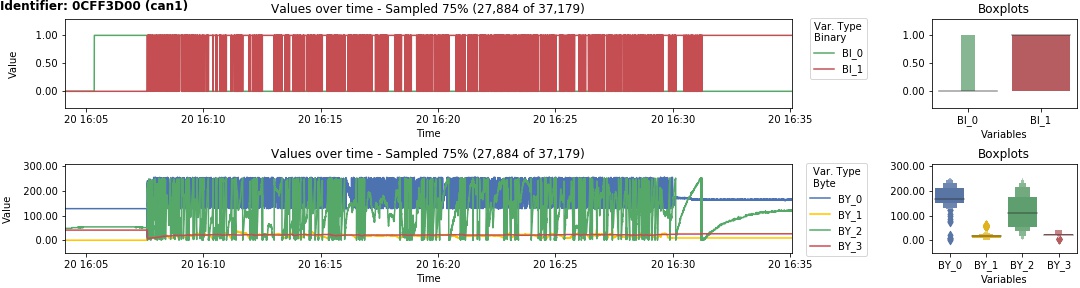 Identifier: 0CFF3D00 (can1)
Values over time - Sampled 75% (27,884 of 37,179)
Value
1.00
0.50
0.00
20 16:05 20 16:10 20 16:15 20 16:20 20 16:25 20 16:30 20 16:35
Time
Var. Type
Binary
BI_0
BI_1
Boxplots
1.00
0.50
0.00
BI_0 BI_1
Variables
Values over time - Sampled 75% (27,884 of 37,179)
Value
300.00
200.00
100.00
0.00
20 16:05 20 16:10 20 16:15 20 16:20 20 16:25 20 16:30 20 16:35
Time
Var. Type
Byte
BY_0
BY_1
BY_2
BY_3
Boxplots
300.00
200.00
100.00
0.00
BY_0 BY_1 BY_2 BY_3
Variables